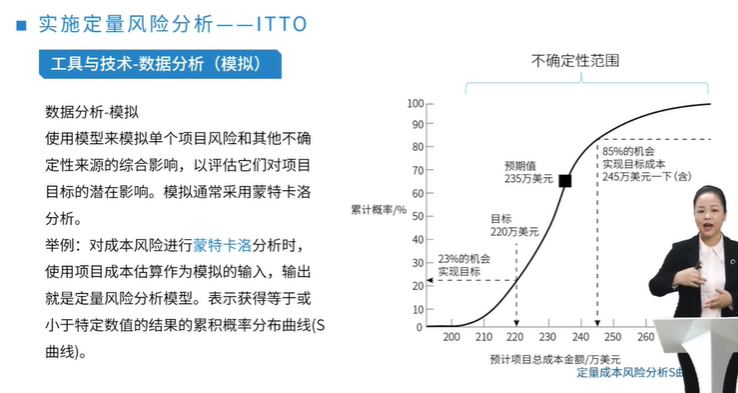 实施定量风险分析——ITTO
工具与技术-数据分析（模拟）
数据分析-模拟
使用模型来模拟单个项目风险和其他不确
定性来源的综合影响，以评估它们对项目
目标的潜在影响。模拟通常采用蒙特卡洛
分析。
举例：对成本风险进行蒙特卡洛分析时，
使用项目成本估算作为模拟的输入，输出
就是定量风险分析模型。表示获得等于或
小于特定数值的结果的累积概率分布曲线(S
曲线)。
不确定性范围
100
90
80
70
60
50
40
30
20
10
0
累计概率/%
预期值
235万美元
85%的机会
实现目标成本
245万美元一下（含）
目标
220万美元
23%的机会
实现目标
200 210 220 230 240 250 260
预计项目总成本金额/万美元
定量成本风险分析S曲